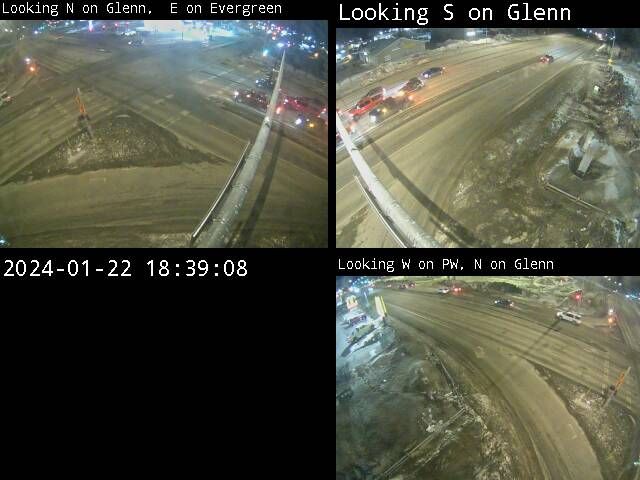 Looking N on Glenn, E on Evergreen
Looking S on Glenn
2024-01-22 18:39:08
Looking W on PW, N on Glenn